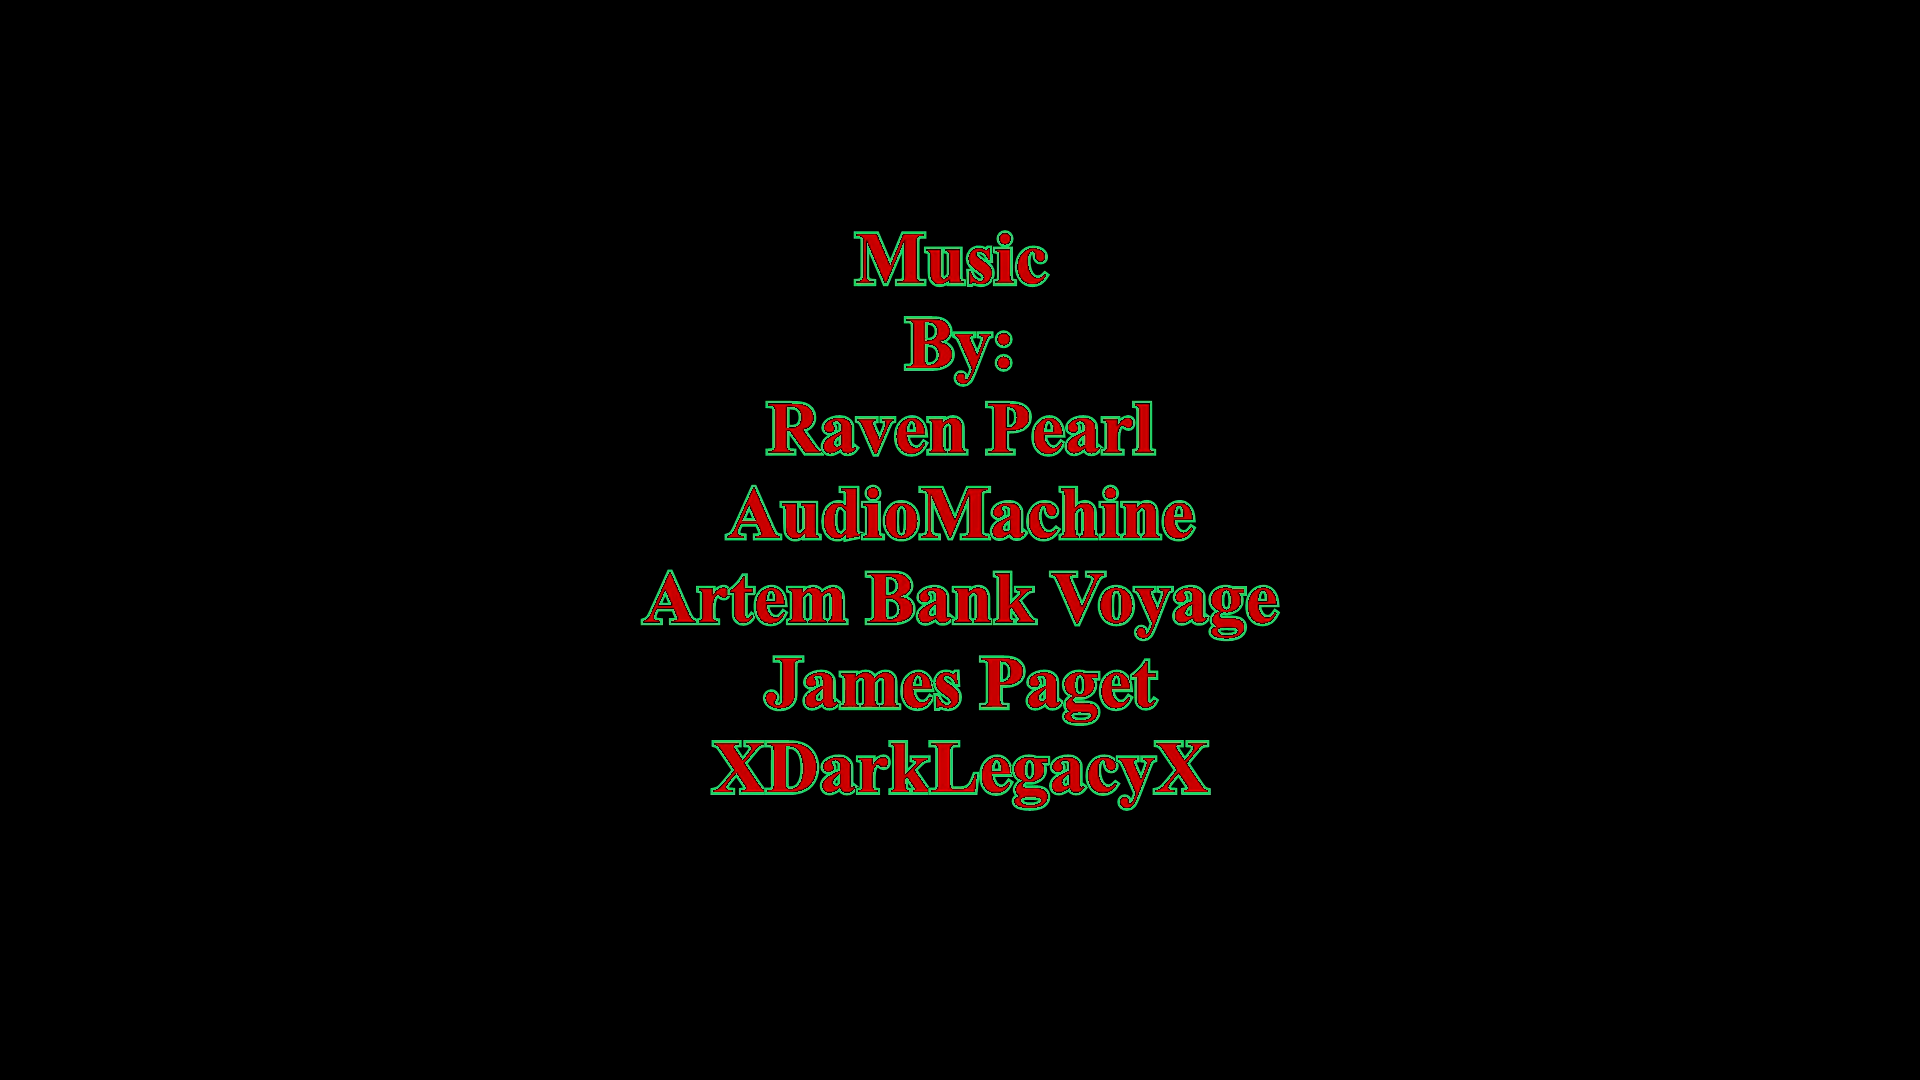 Music
By:
Raven Pearl
AudioMachine
Artem Bank Voyage
James Paget
XDarkLegacyX